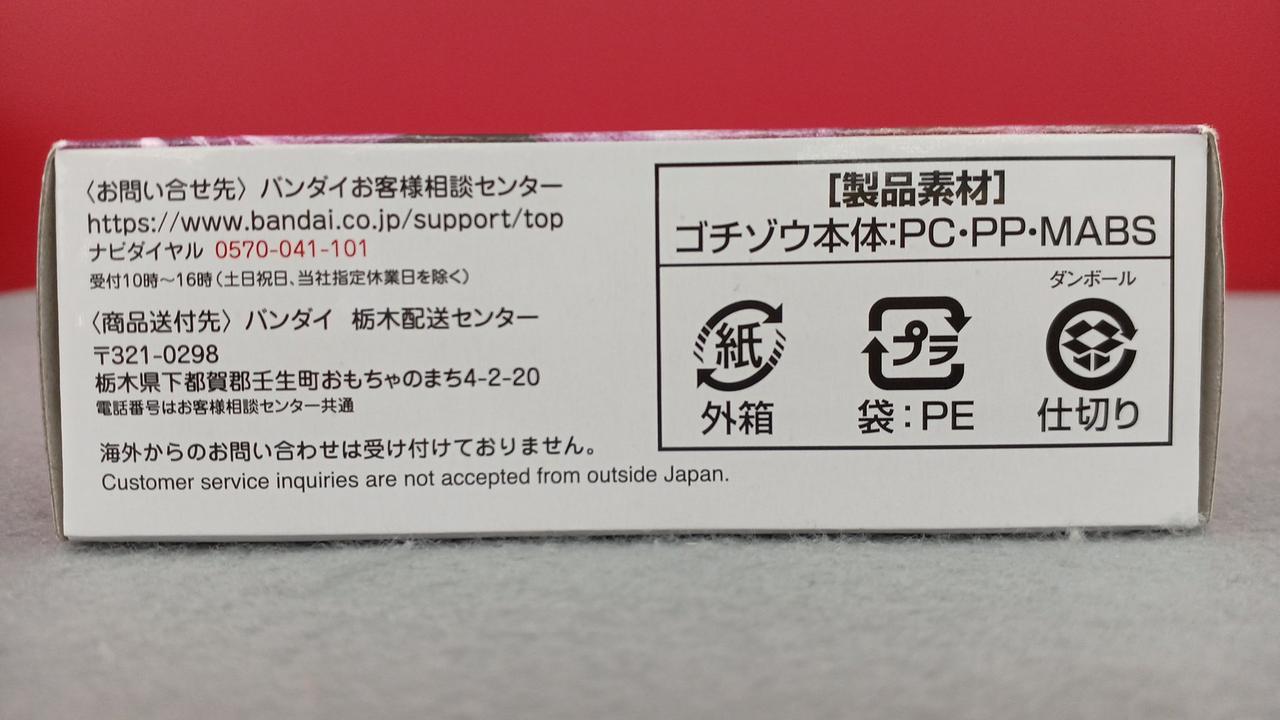 〈お問い合せ先〉バンダイお客様相談センター
https://www.bandai.co.jp/support/top
ナビダイヤル 0570-041-101
受付10時～16時(土日祝日、当社指定休業日を除く)
〈商品送付先〉バンダイ 栃木配送センター
〒321-0298
栃木県下都賀郡壬生町おもちゃのまち4-2-20
電話番号はお客様相談センター共通
海外からのお問い合わせは受け付けておりません。
Customer service inquiries are not accepted from outside Japan.
[製品素材]
ゴチゾウ本体:PC・PP・MABS
ダンボール
紙 プラ
外箱 袋:PE 仕切り